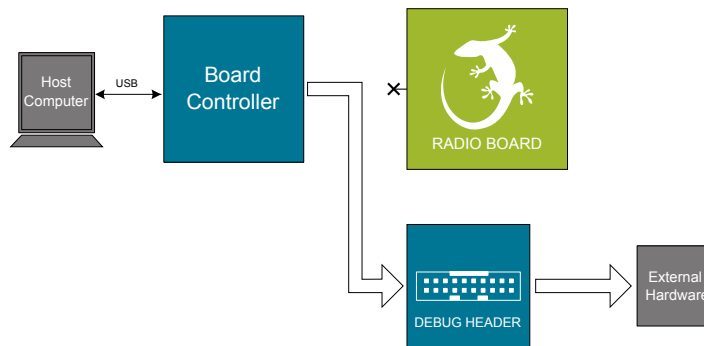 Host
Computer
USB
Board
Controller
RADIO BOARD
DEBUG HEADER
External
Hardware